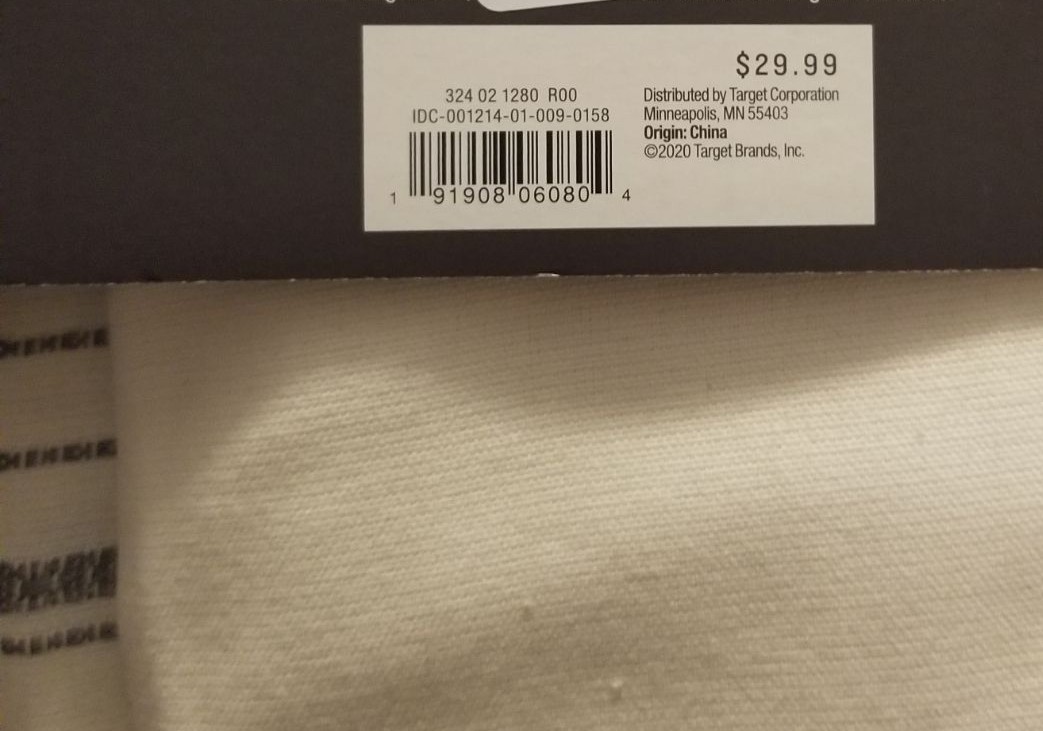 $29.99
324 02 1280 R00
IDC-001214-01-009-0158
1 91908 06080 4
Distributed by Target Corporation
Minneapolis, MN 55403
Origin: China
©2020 Target Brands, Inc.